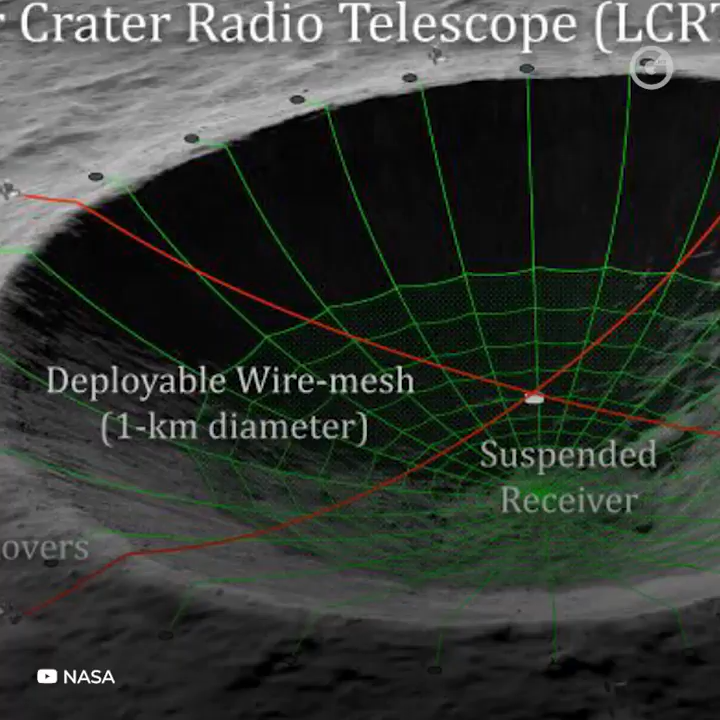 r Crater Radio Telescope (LCRT
Deployable Wire-mesh
(1-km diameter)
Suspended
Receiver
overs
NASA